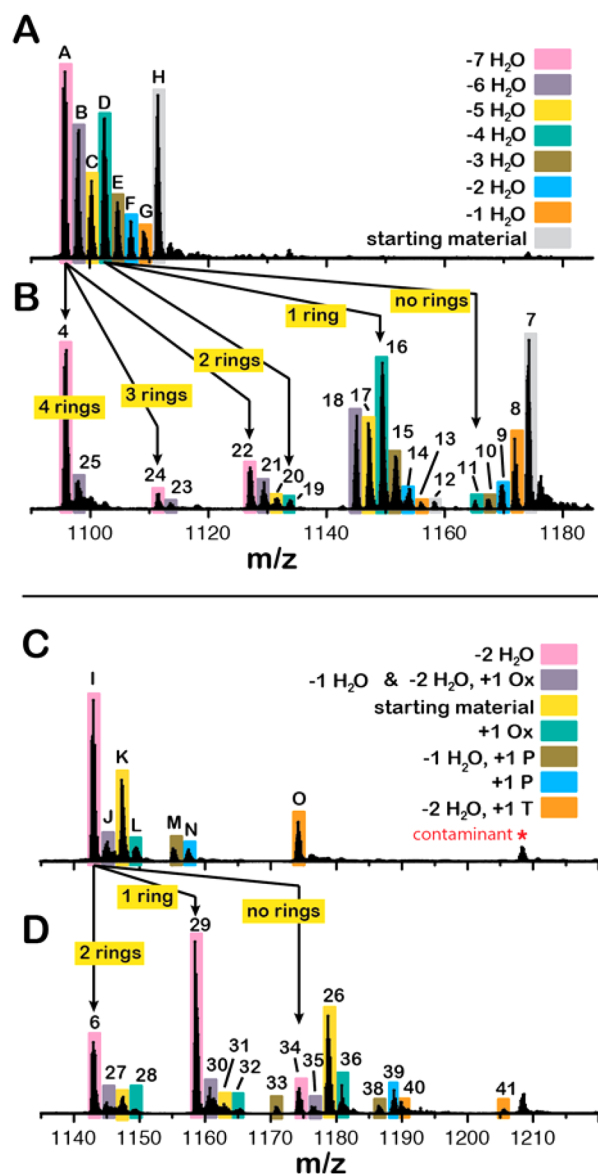 A
A
B
C
D
E
F
G
H
-7 H₂O
-6 H₂O
-5 H₂O
-4 H₂O
-3 H₂O
-2 H₂O
-1 H₂O
starting material
B
4
25
24
23
22
21
20
19
18
17
16
15
14
13
12
11
10
9
8
7
4 rings
3 rings
2 rings
1 ring
no rings
1100 1120 1140 1160 1180
m/z
C
I
J
K
L
M
N
O
-2 H₂O
-1 H₂O & -2 H₂O, +1 Ox
starting material
+1 Ox
-1 H₂O, +1 P
+1 P
-2 H₂O, +1 T
contaminant *
D
2 rings
1 ring
no rings
6
27
28
29
30
31
32
33
34
35
26
36
38
39
40
41
1140 1150 1160 1170 1180 1190 1200 1210
m/z